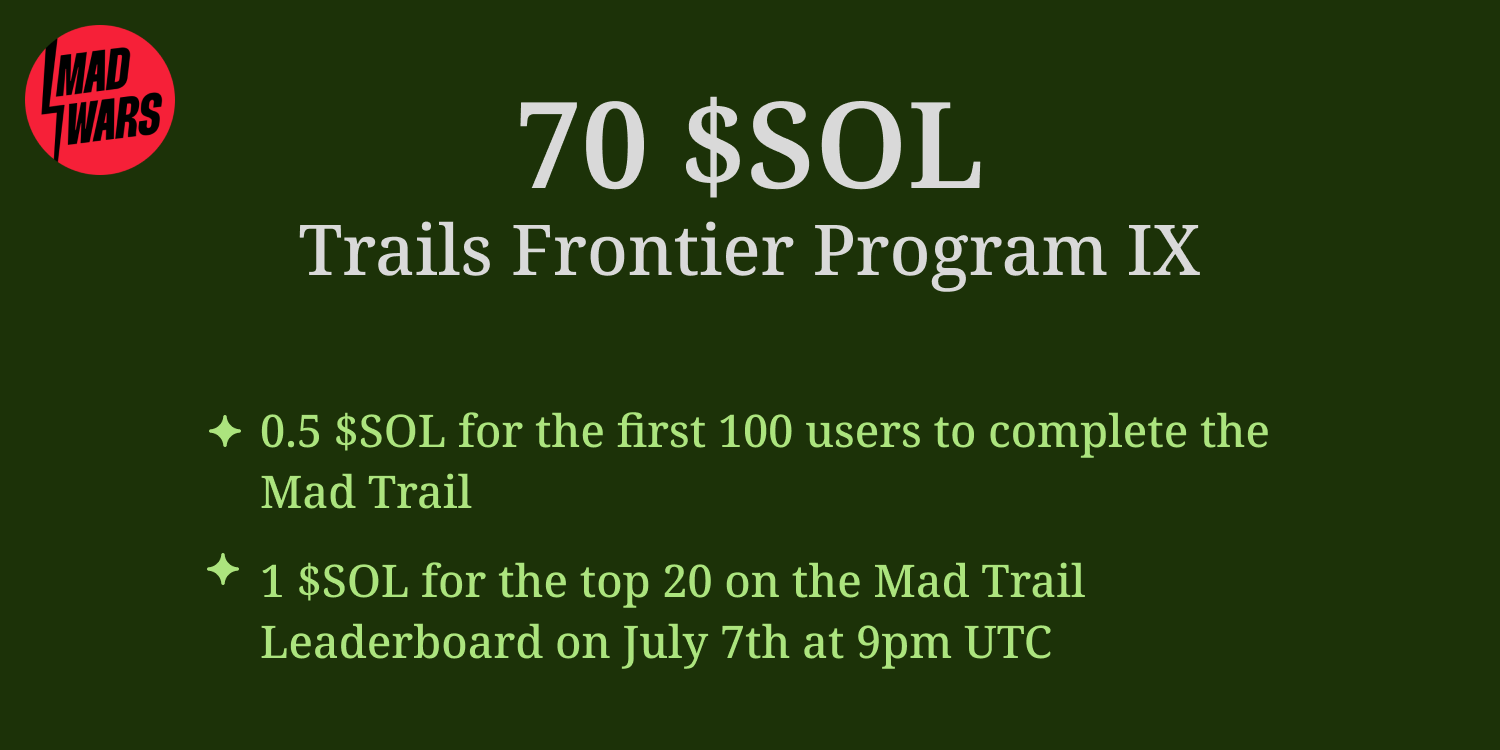 MAD
WARS
70 $SOL
Trails Frontier Program IX
0.5 $SOL for the first 100 users to complete the
Mad Trail
1 $SOL for the top 20 on the Mad Trail
Leaderboard on July 7th at 9pm UTC